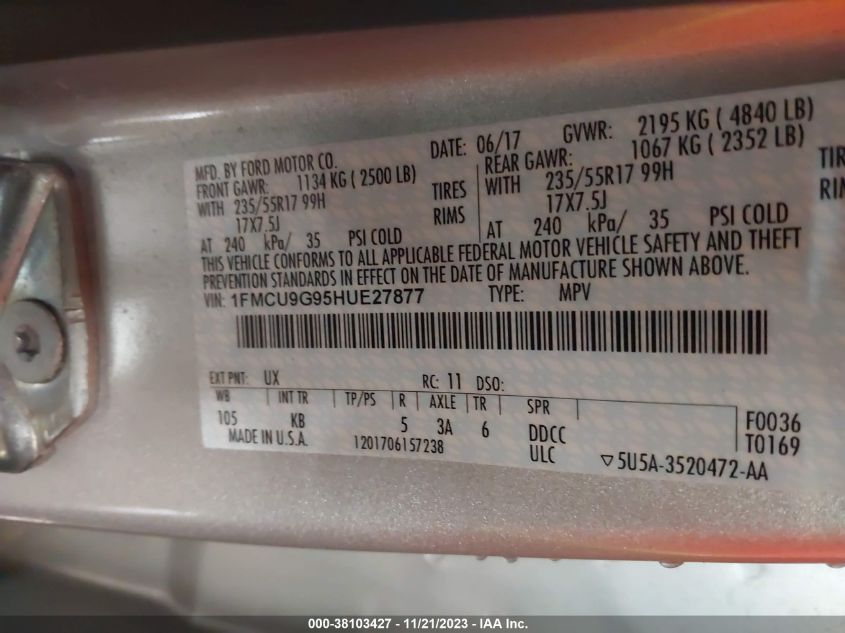 MFD. BY FORD MOTOR CO. DATE: 06/17 GVWR: 2195 KG ( 4840 LB)
FRONT GAWR: 1134 KG ( 2500 LB) REAR GAWR: 1067 KG ( 2352 LB)
WITH 235/55R17 99H TIRES WITH 235/55R17 99H TIR
17X7.5J RIMS 17X7.5J RIM
AT 240 kPa/ 35 PSI COLD AT 240 kPa/ 35 PSI COLD
THIS VEHICLE CONFORMS TO ALL APPLICABLE FEDERAL MOTOR VEHICLE SAFETY AND THEFT
PREVENTION STANDARDS IN EFFECT ON THE DATE OF MANUFACTURE SHOWN ABOVE.
VIN: 1FMCU9G95HUE27877 TYPE: MPV
EXT PNT: UX RC: 11 DSO:
WB INT TR TP/PS R AXLE TR SPR
105 KB 5 3A 6 DDCC F0036
MADE IN U.S.A. 1201706157238 ULC T0169
▽5U5A-3520472-AA
000-38103427 - 11/21/2023 - IAA Inc.